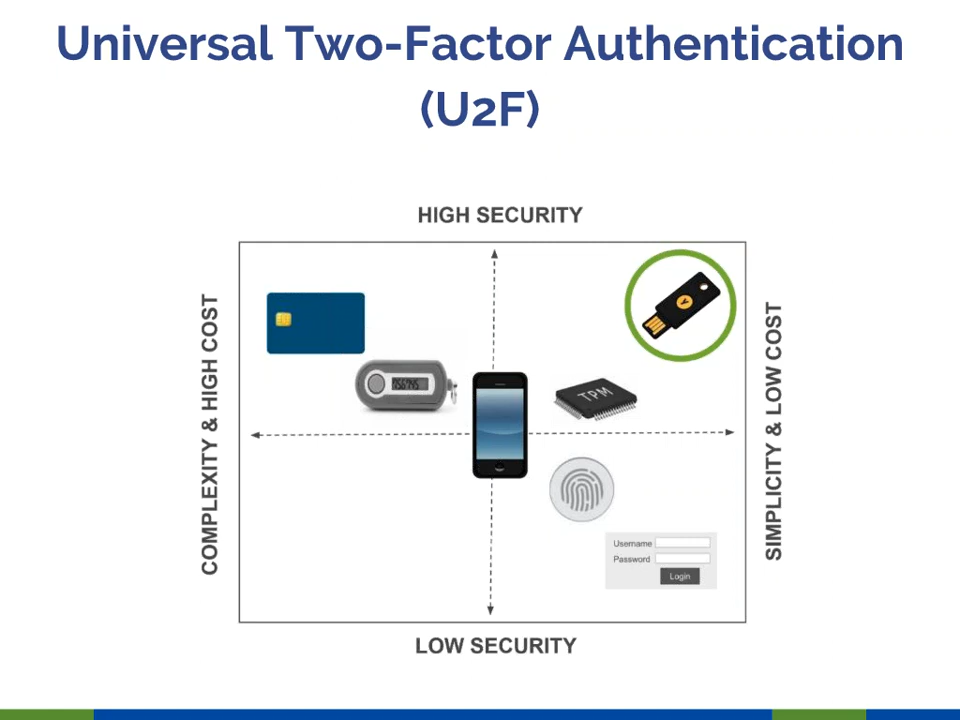 Universal Two-Factor Authentication
(U2F)
HIGH SECURITY
COMPLEXITY & HIGH COST
SIMPLICITY & LOW COST
TPM
Username
Password
Login
LOW SECURITY